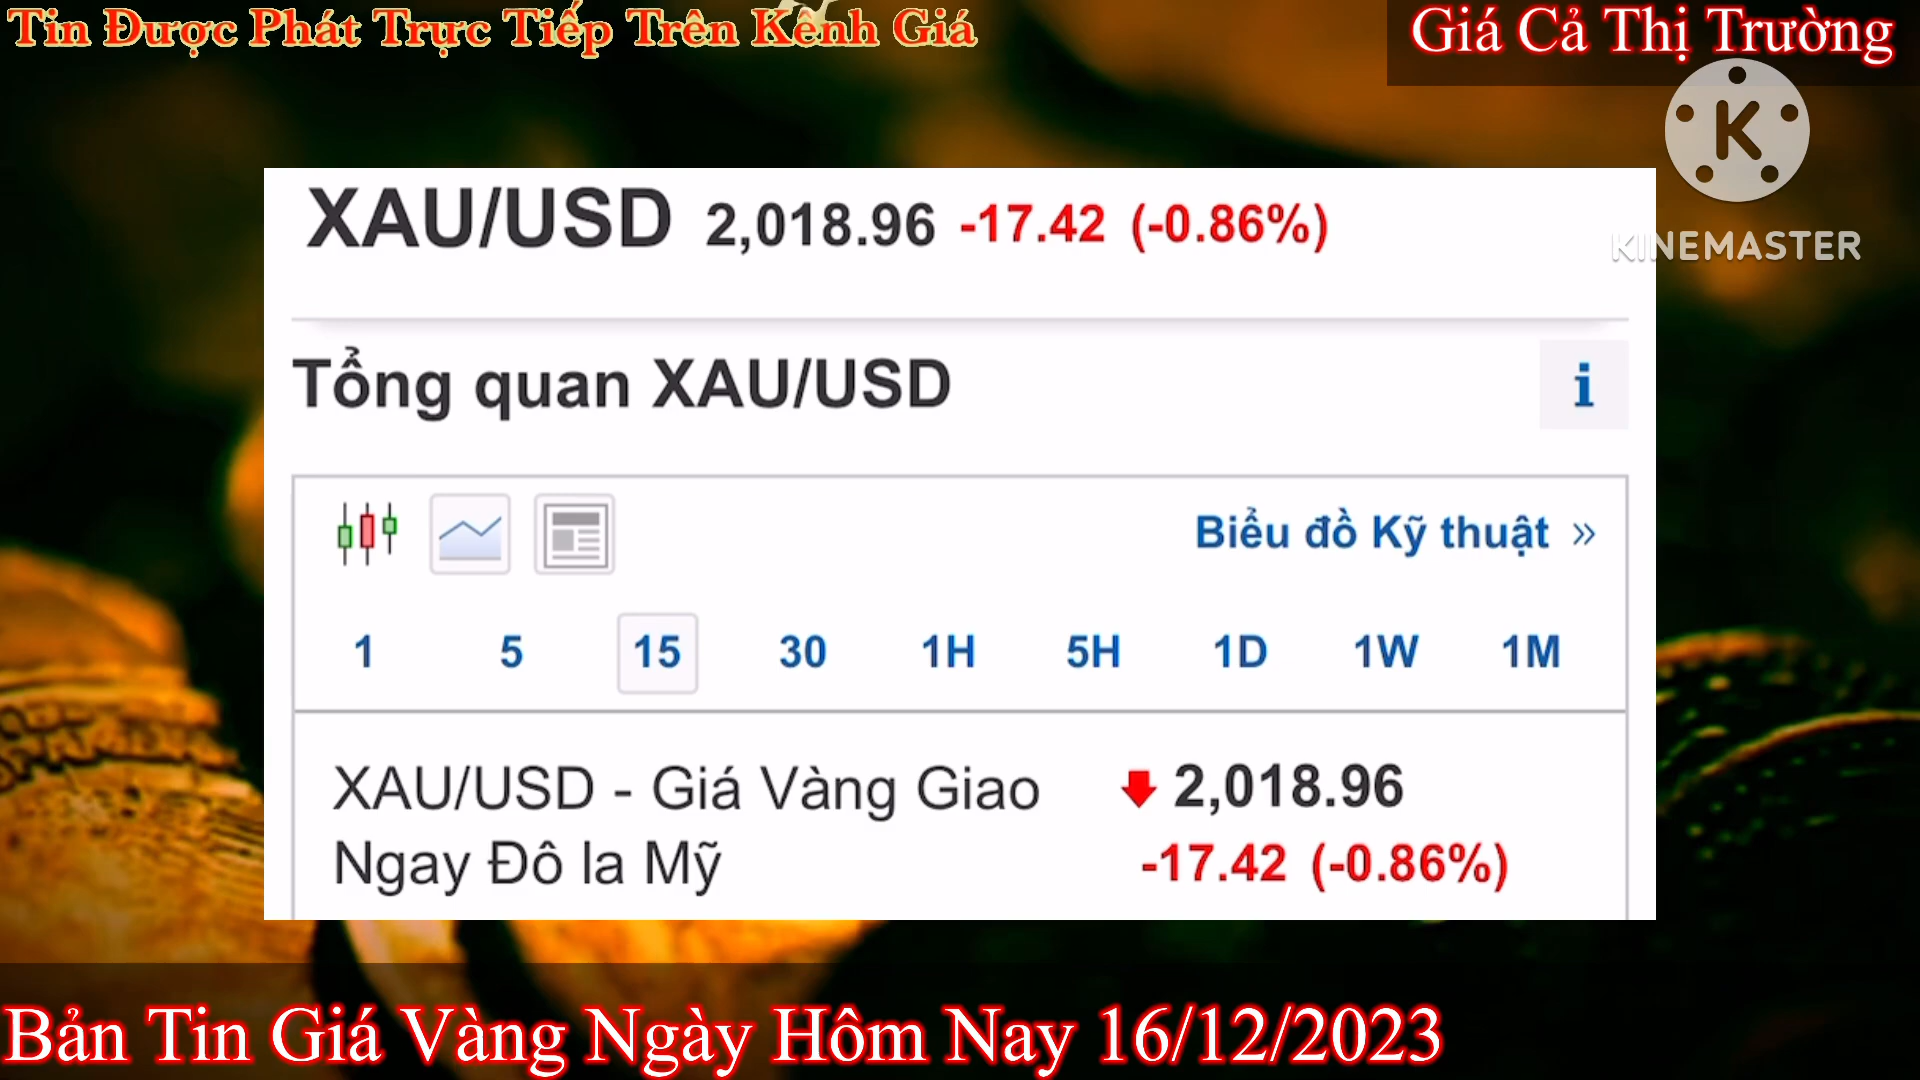 Tin Được Phát Trực Tiếp Trên Kênh Giá
Giá Cả Thị Trường
K
KINEMASTER
XAU/USD 2,018.96 -17.42 (-0.86%)
Tổng quan XAU/USD
i
Biểu đồ Kỹ thuật »
1 5 15 30 1H 5H 1D 1W 1M
XAU/USD - Giá Vàng Giao 2,018.96
Ngay Đô la Mỹ -17.42 (-0.86%)
Bản Tin Giá Vàng Ngày Hôm Nay 16/12/2023